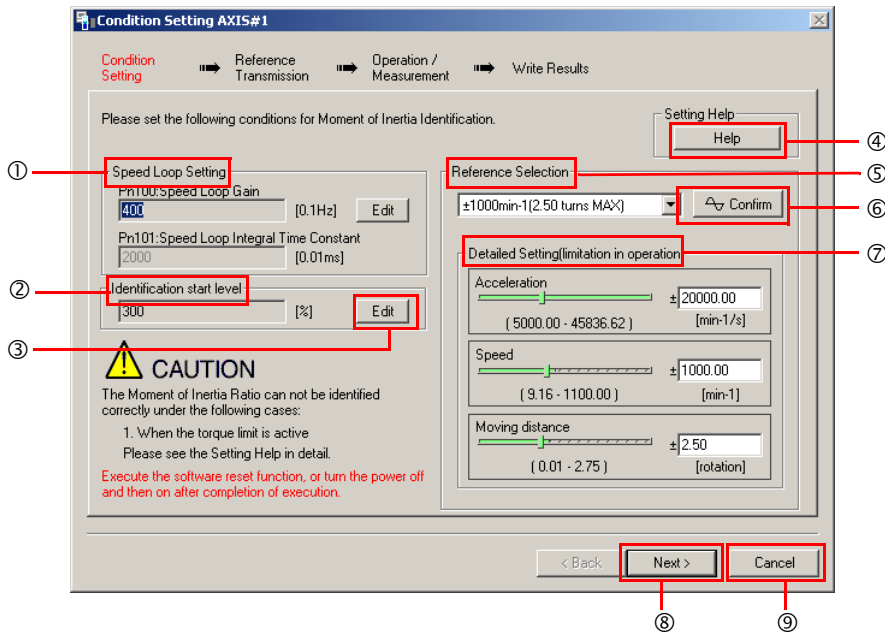 Condition Setting AXIS#1
Condition Setting
Reference Transmission
Operation / Measurement
Write Results
Please set the following conditions for Moment of Inertia Identification.
Setting Help
Help
④
①
Speed Loop Setting
Pn100:Speed Loop Gain
400
[0.1Hz]
Edit
Pn101:Speed Loop Integral Time Constant
2000
[0.01ms]
Reference Selection
⑤
±1000min-1(2.50 turns MAX)
Confirm
⑥
②
Identification start level
300
[%]
Edit
③
Detailed Setting(limitation in operation
⑦
Acceleration
± 20000.00
( 5000.00 - 45836.62 )
[min-1/s]
Speed
± 1000.00
( 9.16 - 1100.00 )
[min-1]
Moving distance
± 2.50
( 0.01 - 2.75 )
[rotation]
CAUTION
The Moment of Inertia Ratio can not be identified
correctly under the following cases:
1. When the torque limit is active
Please see the Setting Help in detail.
Execute the software reset function, or turn the power off
and then on after completion of execution.
< Back
Next >
Cancel
⑧
⑨